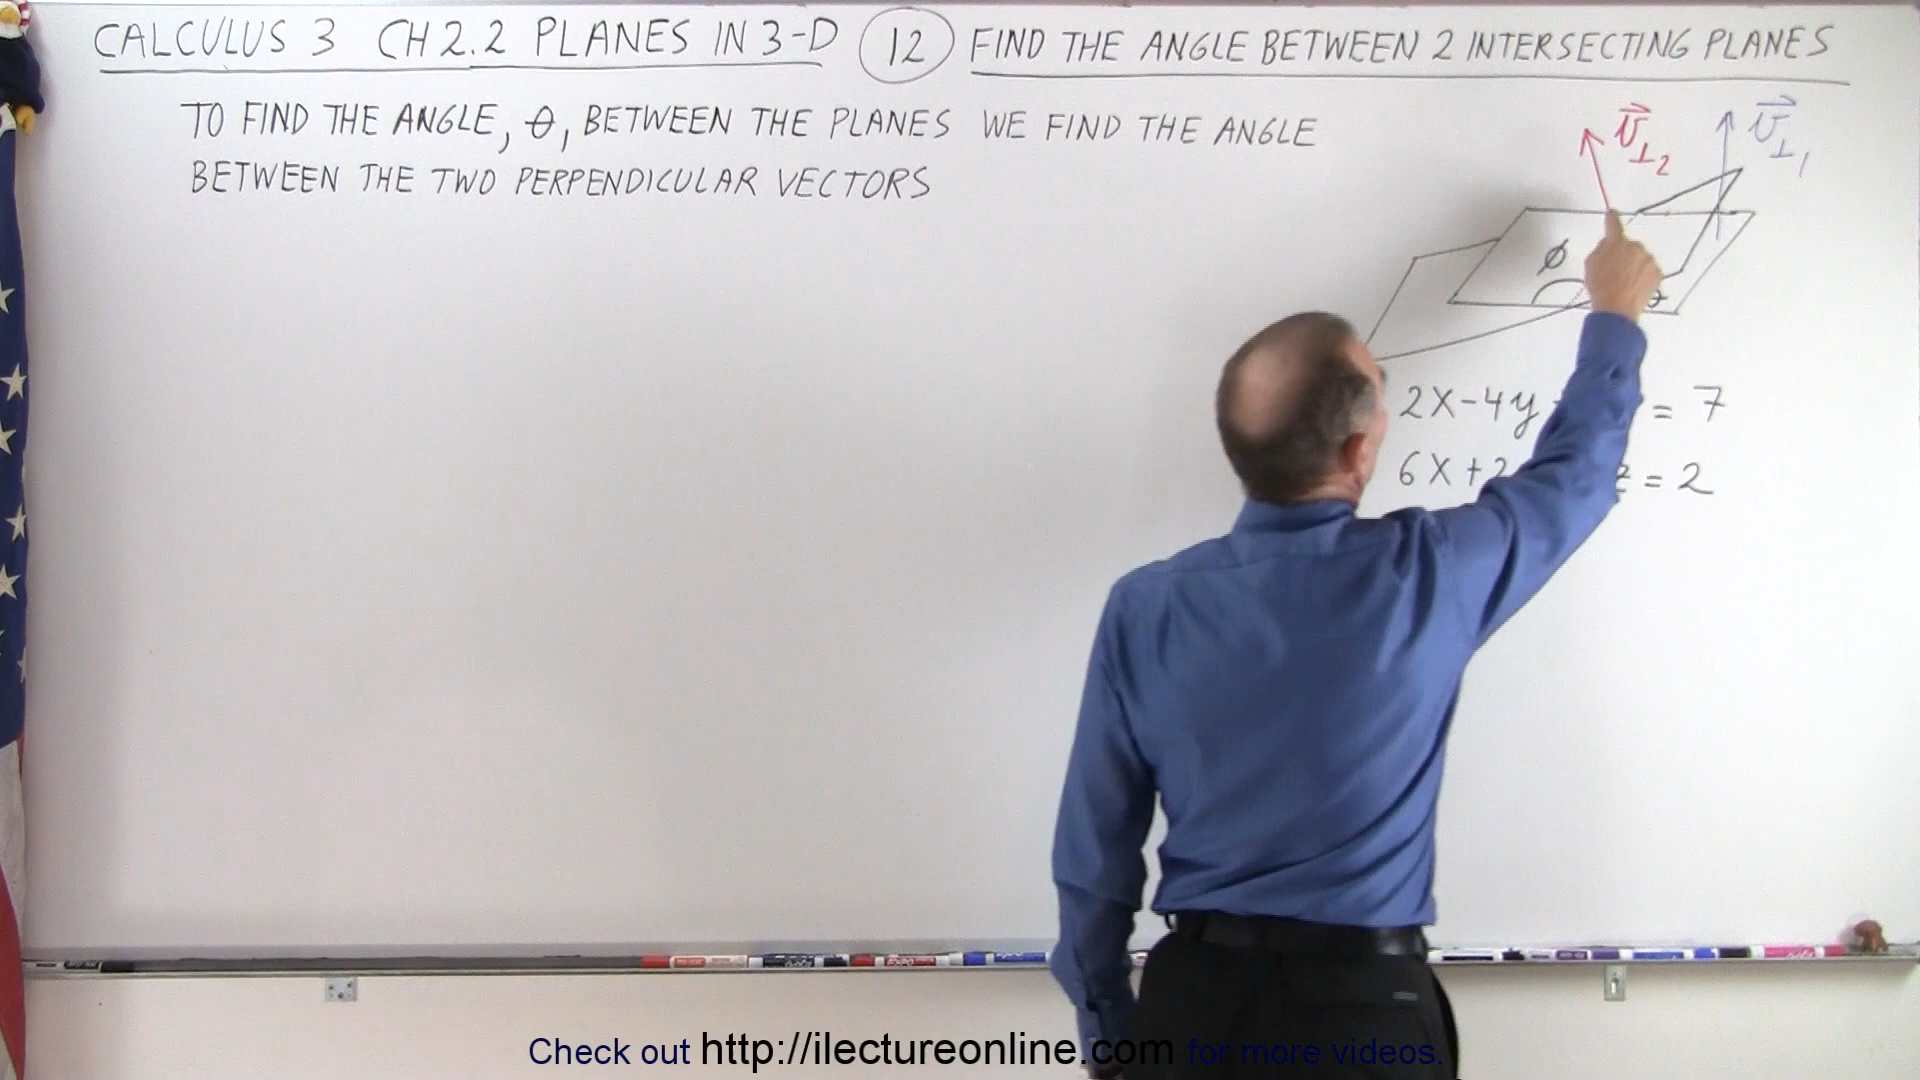 CALCULUS 3 CH 2.2 PLANES IN 3-D 12 FIND THE ANGLE BETWEEN 2 INTERSECTING PLANES
TO FIND THE ANGLE, θ, BETWEEN THE PLANES WE FIND THE ANGLE
BETWEEN THE TWO PERPENDICULAR VECTORS
v⊥2 v⊥1
ϕ
2X-4y = 7
6X+2 z = 2
Check out http://ilectureonline.com for more videos.